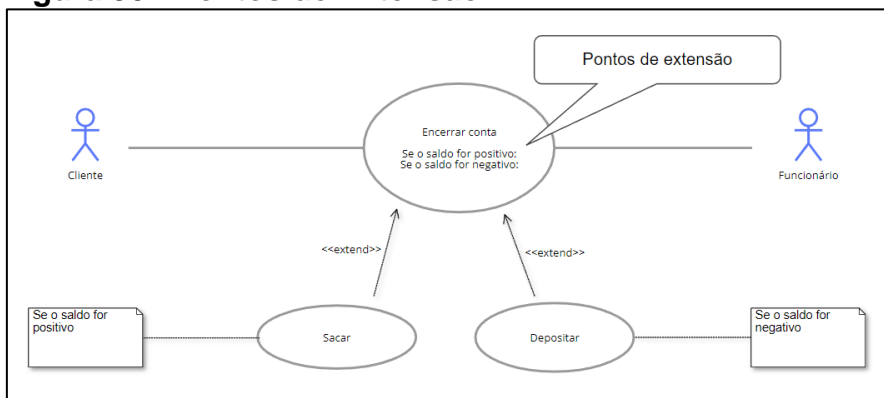 Pontos de extensão
Encerrar conta
Se o saldo for positivo:
Se o saldo for negativo:
Cliente
Funcionário
<<extend>>
<<extend>>
Se o saldo for
positivo
Sacar
Depositar
Se o saldo for
negativo